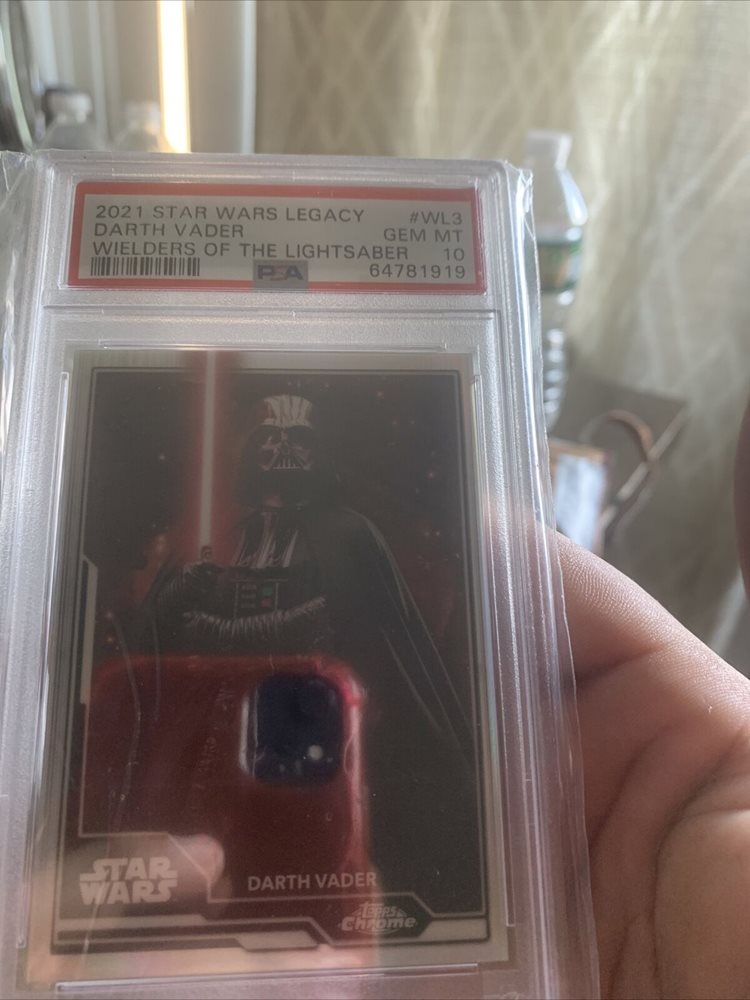 2021 STAR WARS LEGACY #WL3
DARTH VADER GEM MT
WIELDERS OF THE LIGHTSABER 10
PSA 64781919
STAR
WARS
DARTH VADER
Topps
Chrome